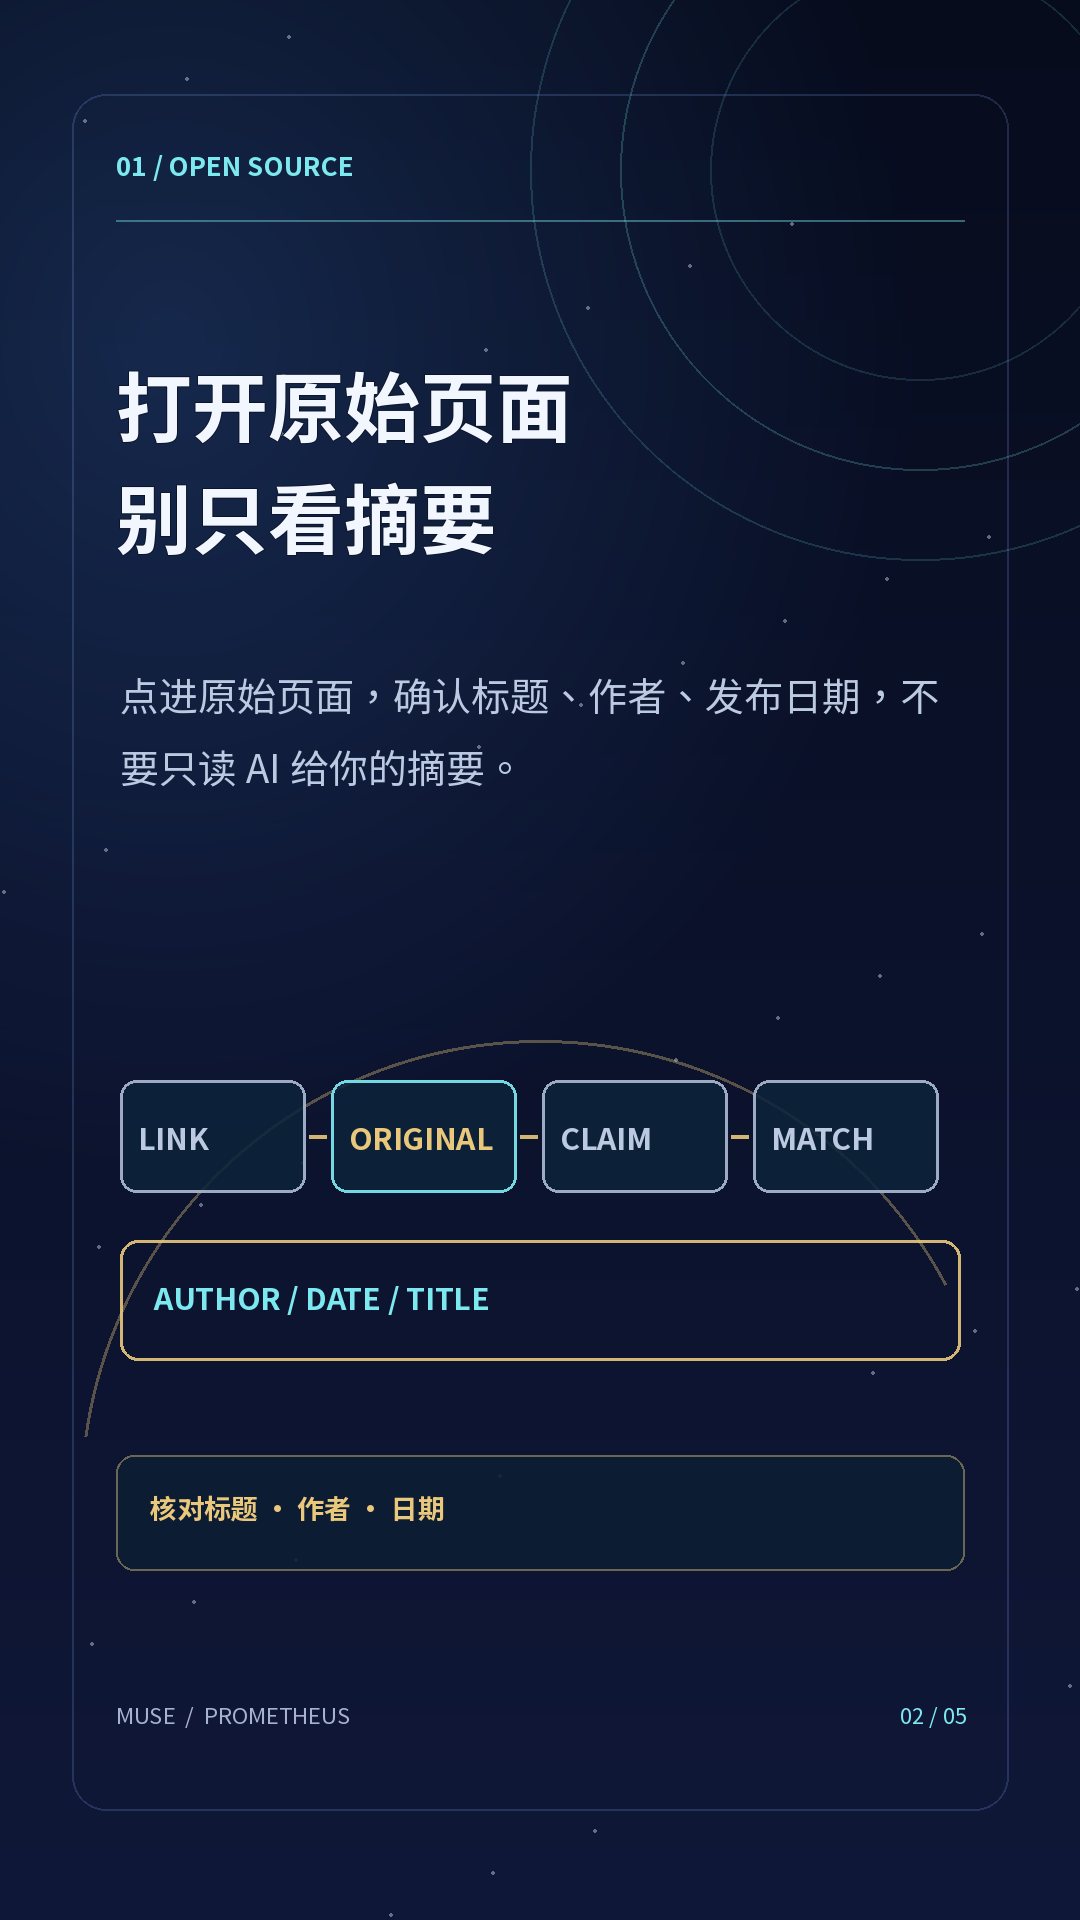 01 / OPEN SOURCE
打开原始页面
别只看摘要
点进原始页面，确认标题、作者、发布日期，不
要只读 AI 给你的摘要。
LINK
ORIGINAL
CLAIM
MATCH
AUTHOR / DATE / TITLE
核对标题 • 作者 • 日期
MUSE / PROMETHEUS
02 / 05